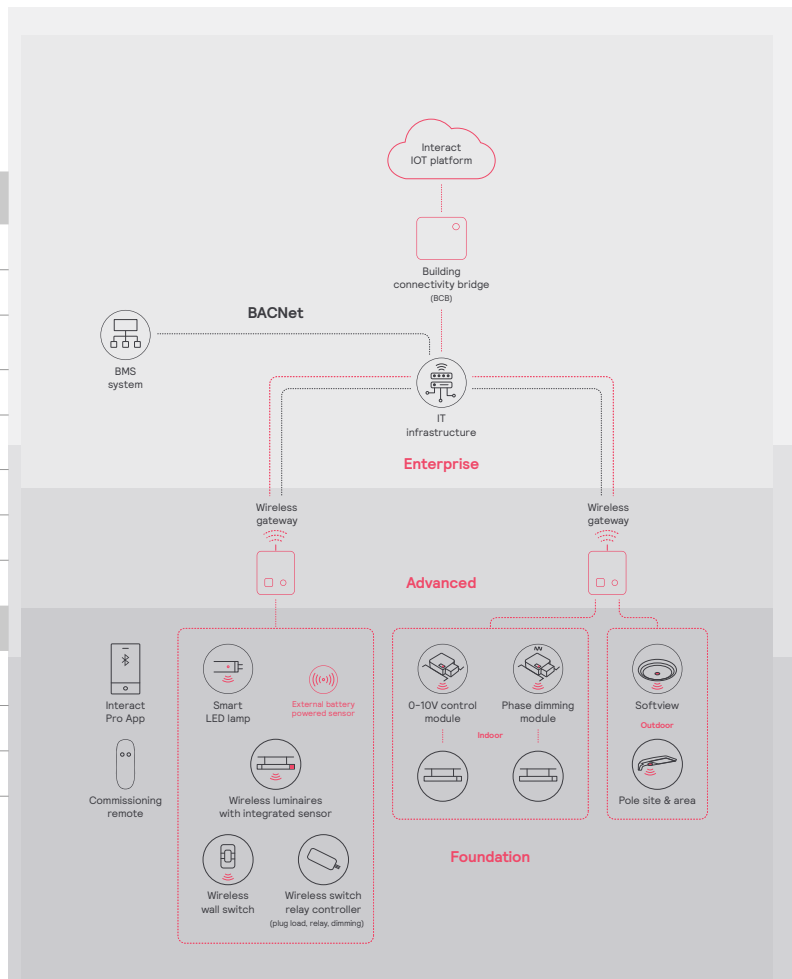 Interact
IOT platform
Building
connectivity bridge
(BCB)
BACNet
BMS
system
IT
infrastructure
Enterprise
Wireless
gateway
Wireless
gateway
Advanced
Interact
Pro App
Smart
LED lamp
External battery
powered sensor
0-10V control
module
Phase dimming
module
Softview
Indoor
Outdoor
Commissioning
remote
Wireless luminaires
with integrated sensor
Pole site & area
Foundation
Wireless
wall switch
Wireless switch
relay controller
(plug load, relay, dimming)